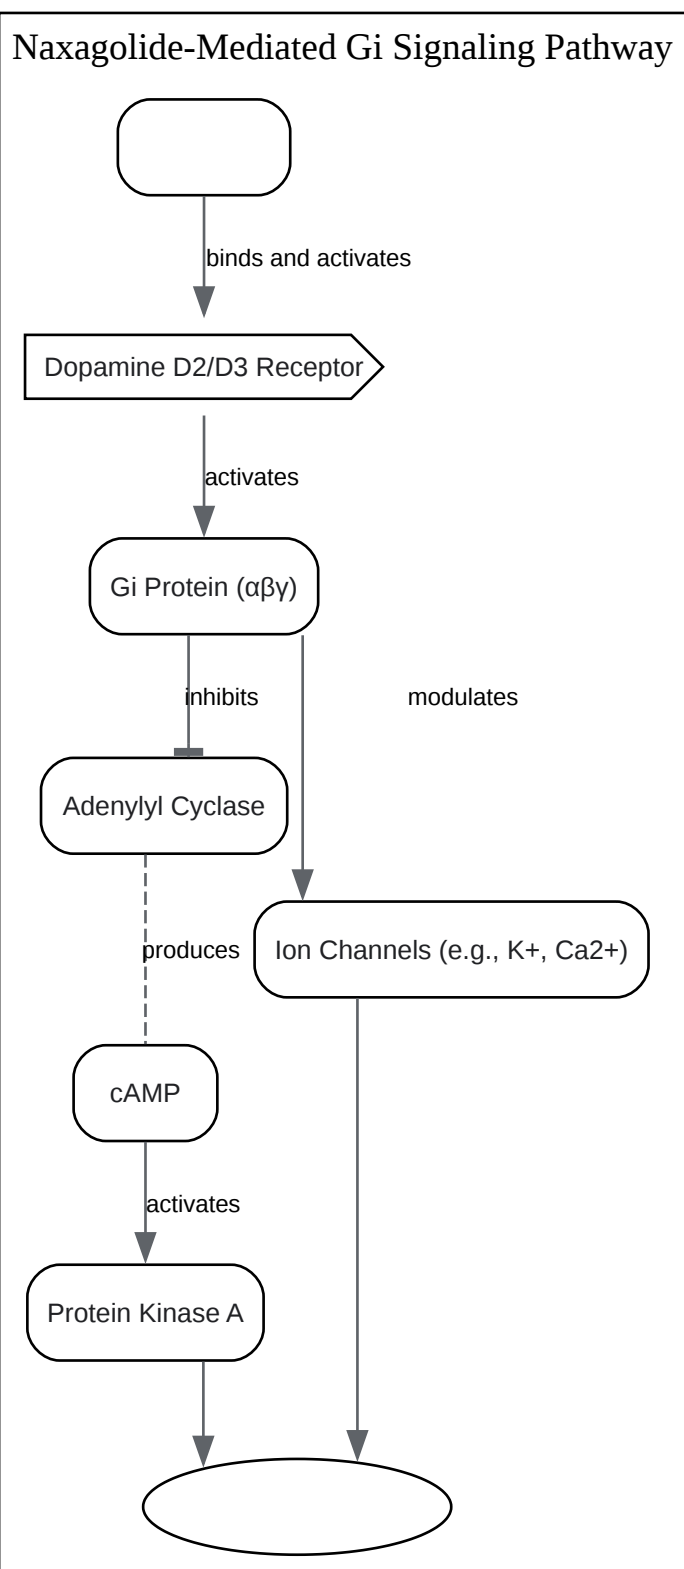 Naxagolide-Mediated Gi Signaling Pathway
binds and activates
Dopamine D2/D3 Receptor
activates
Gi Protein (αβγ)
inhibits
modulates
Adenylyl Cyclase
produces
Ion Channels (e.g., K+, Ca2+)
cAMP
activates
Protein Kinase A